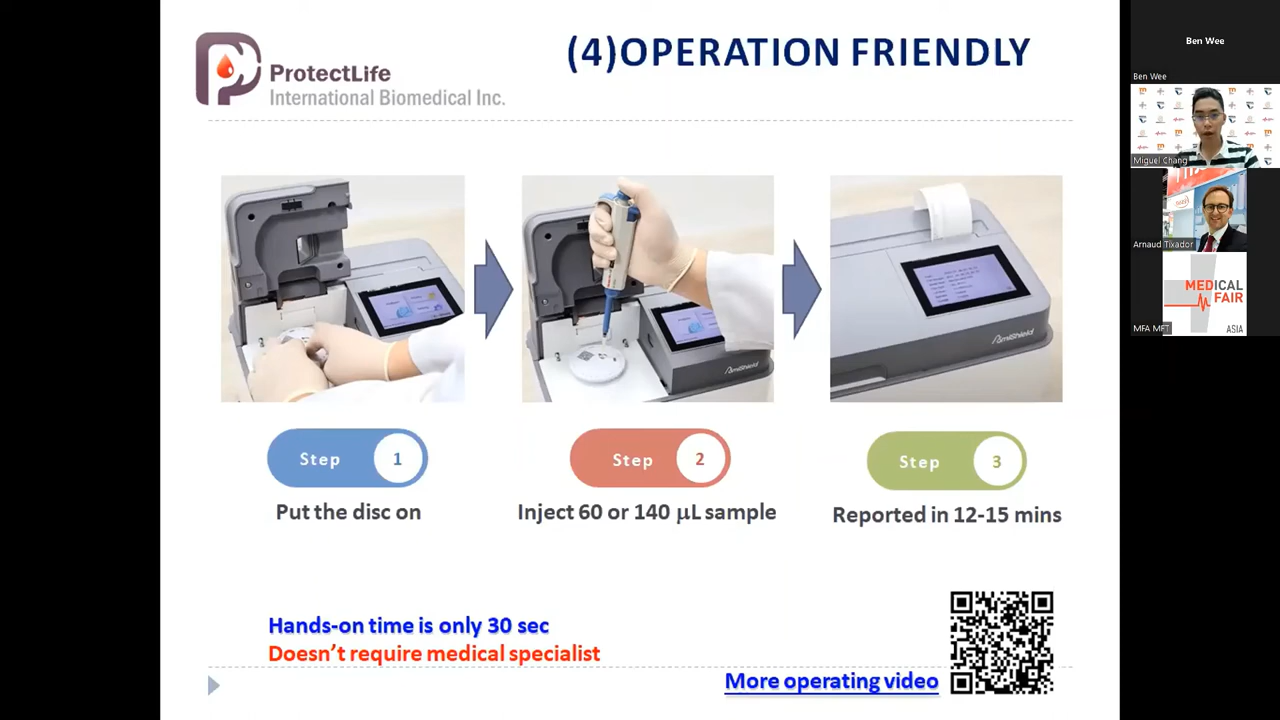 (4)OPERATION FRIENDLY
ProtectLife
International Biomedical Inc.
Step 1
Put the disc on
Step 2
Inject 60 or 140 μL sample
Step 3
Reported in 12-15 mins
AmiShield
AmiShield
Hands-on time is only 30 sec
Doesn't require medical specialist
More operating video
Ben Wee
Ben Wee
Miguel Chang
Arnaud Tixador
MEDICAL
FAIR
ASIA
MFA MFT